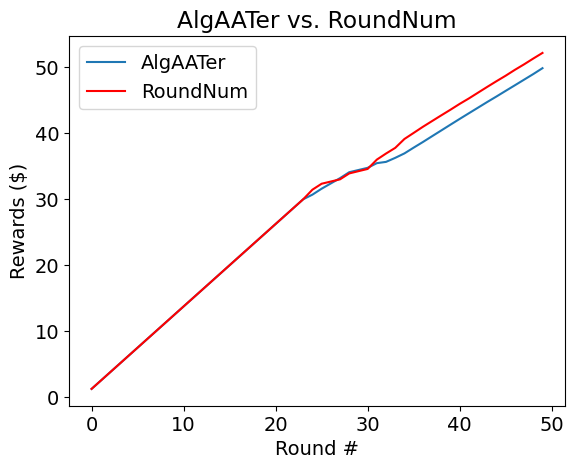 AlgAATer vs. RoundNum
AlgAATer
RoundNum
Rewards ($)
50
40
30
20
10
0
0 10 20 30 40 50
Round #